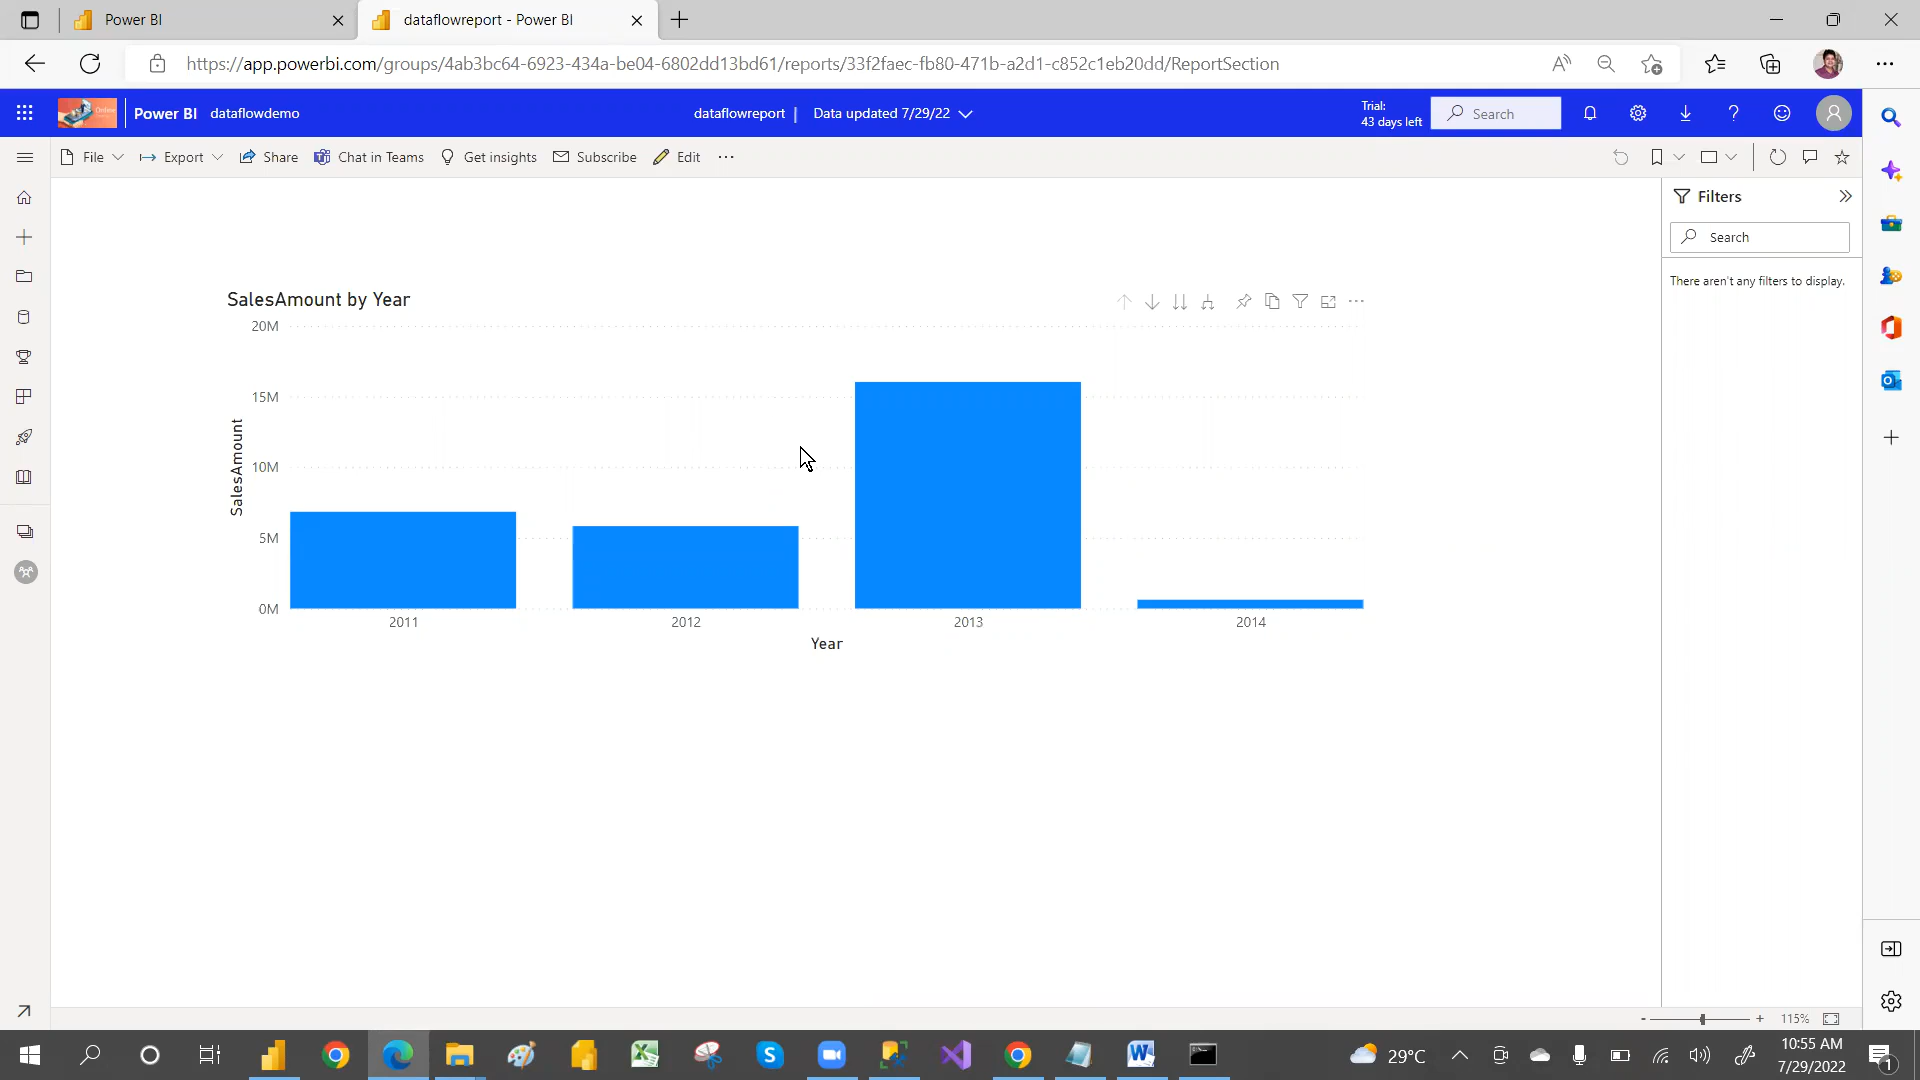 Power BI
dataflowreport - Power BI
https://app.powerbi.com/groups/4ab3bc64-6923-434a-be04-6802dd13bd61/reports/33f2faec-fb80-471b-a2d1-c852c1eb20dd/ReportSection
Power BI dataflowdemo
dataflowreport | Data updated 7/29/22
Trial:
43 days left
Search
File
Export
Share
Chat in Teams
Get insights
Subscribe
Edit
Filters
Search
There aren't any filters to display.
SalesAmount by Year
20M
15M
10M
5M
0M
SalesAmount
2011
2012
2013
2014
Year
115%
29°C
10:55 AM
7/29/2022
1